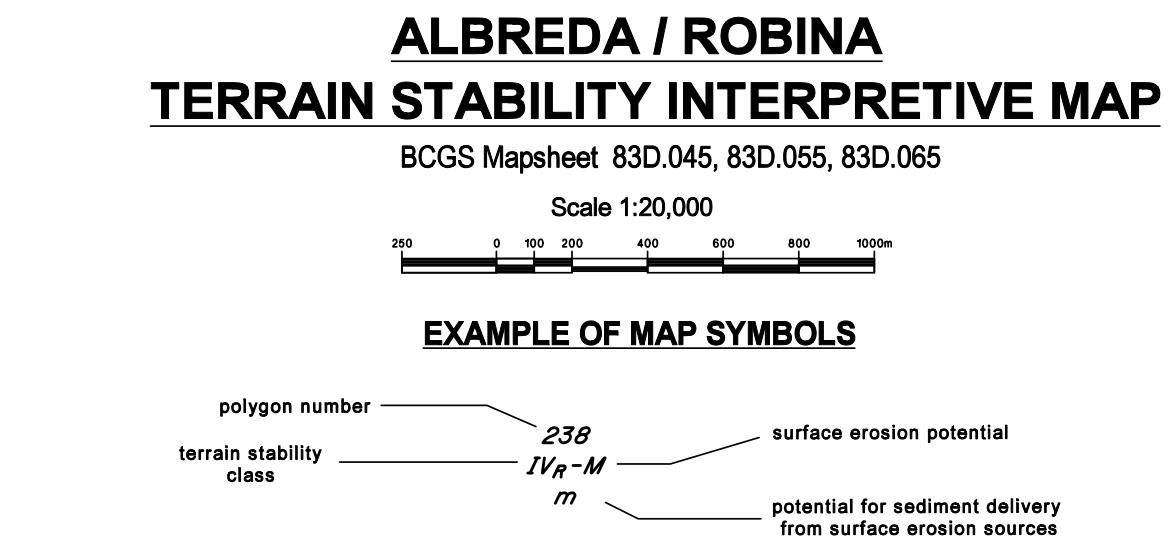 ALBREDA / ROBINA
TERRAIN STABILITY INTERPRETIVE MAP
BCGS Mapsheet 83D.045, 83D.055, 83D.065
Scale 1:20,000
250 0 100 200 400 600 800 1000m
EXAMPLE OF MAP SYMBOLS
polygon number
238
surface erosion potential
terrain stability
class
IVR-M
m
potential for sediment delivery
from surface erosion sources